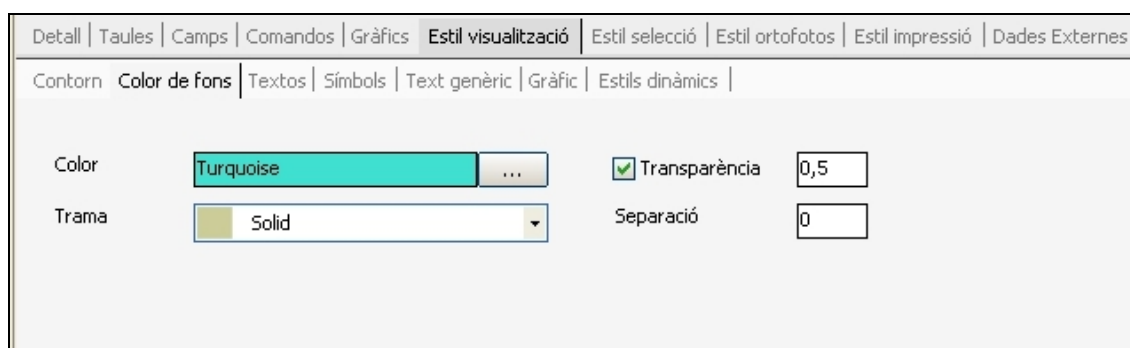 Detall | Taules | Camps | Comandos | Gràfics Estil visualització | Estil selecció | Estil ortofotos | Estil impressió | Dades Externes
Contorn Color de fons | Textos | Símbols | Text genèric | Gràfic | Estils dinàmics |
Color Turquoise ... Transparència 0,5
Trama Solid Separació 0